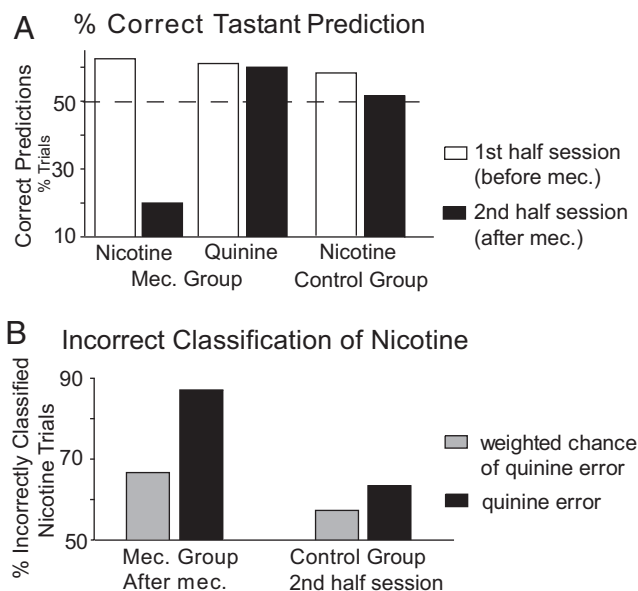 A
% Correct Tastant Prediction
Correct Predictions
% Trials
50
30
10
Nicotine Quinine Nicotine
Mec. Group Control Group
1st half session
(before mec.)
2nd half session
(after mec.)
B
Incorrect Classification of Nicotine
% Incorrectly Classified
Nicotine Trials
90
70
50
Mec. Group Control Group
After mec. 2nd half session
weighted chance
of quinine error
quinine error